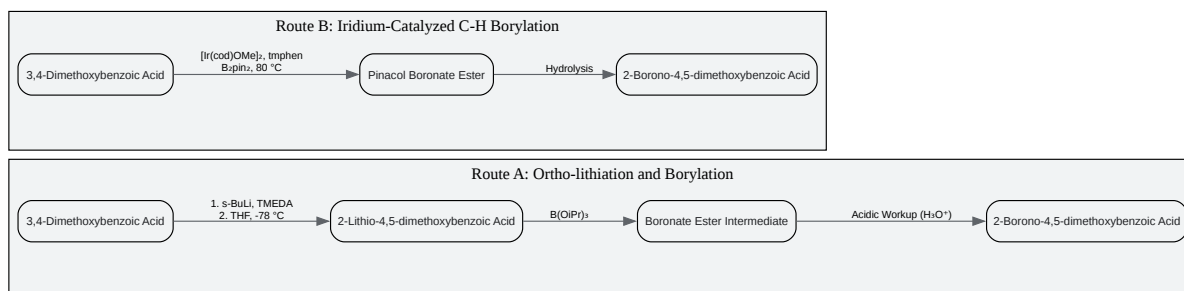 Route B: Iridium-Catalyzed C-H Borylation
3,4-Dimethoxybenzoic Acid
[Ir(cod)OMe]₂, tmphen
B₂pin₂, 80 °C
Pinacol Boronate Ester
Hydrolysis
2-Borono-4,5-dimethoxybenzoic Acid
Route A: Ortho-lithiation and Borylation
3,4-Dimethoxybenzoic Acid
1. s-BuLi, TMEDA
2. THF, -78 °C
2-Lithio-4,5-dimethoxybenzoic Acid
B(OiPr)₃
Boronate Ester Intermediate
Acidic Workup (H₃O⁺)
2-Borono-4,5-dimethoxybenzoic Acid